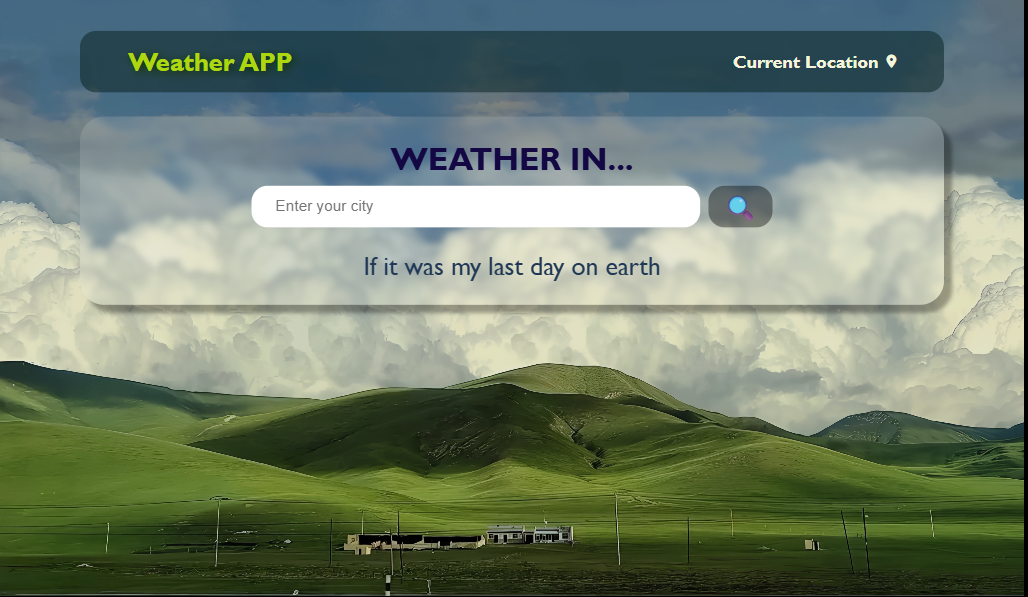 Weather APP
Current Location
WEATHER IN...
Enter your city
If it was my last day on earth